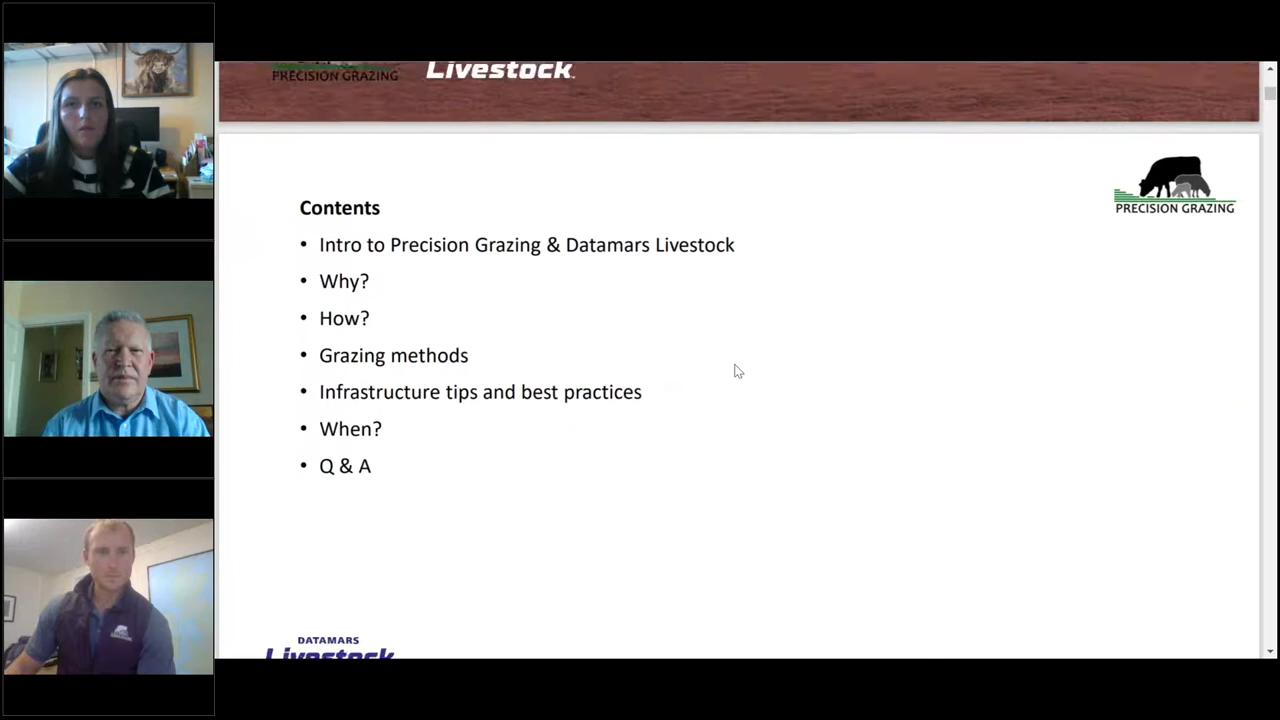 PRECISION GRAZING
Livestock
PRECISION GRAZING
Contents
• Intro to Precision Grazing & Datamars Livestock
• Why?
• How?
• Grazing methods
• Infrastructure tips and best practices
• When?
• Q & A
DATAMARS
Livestock